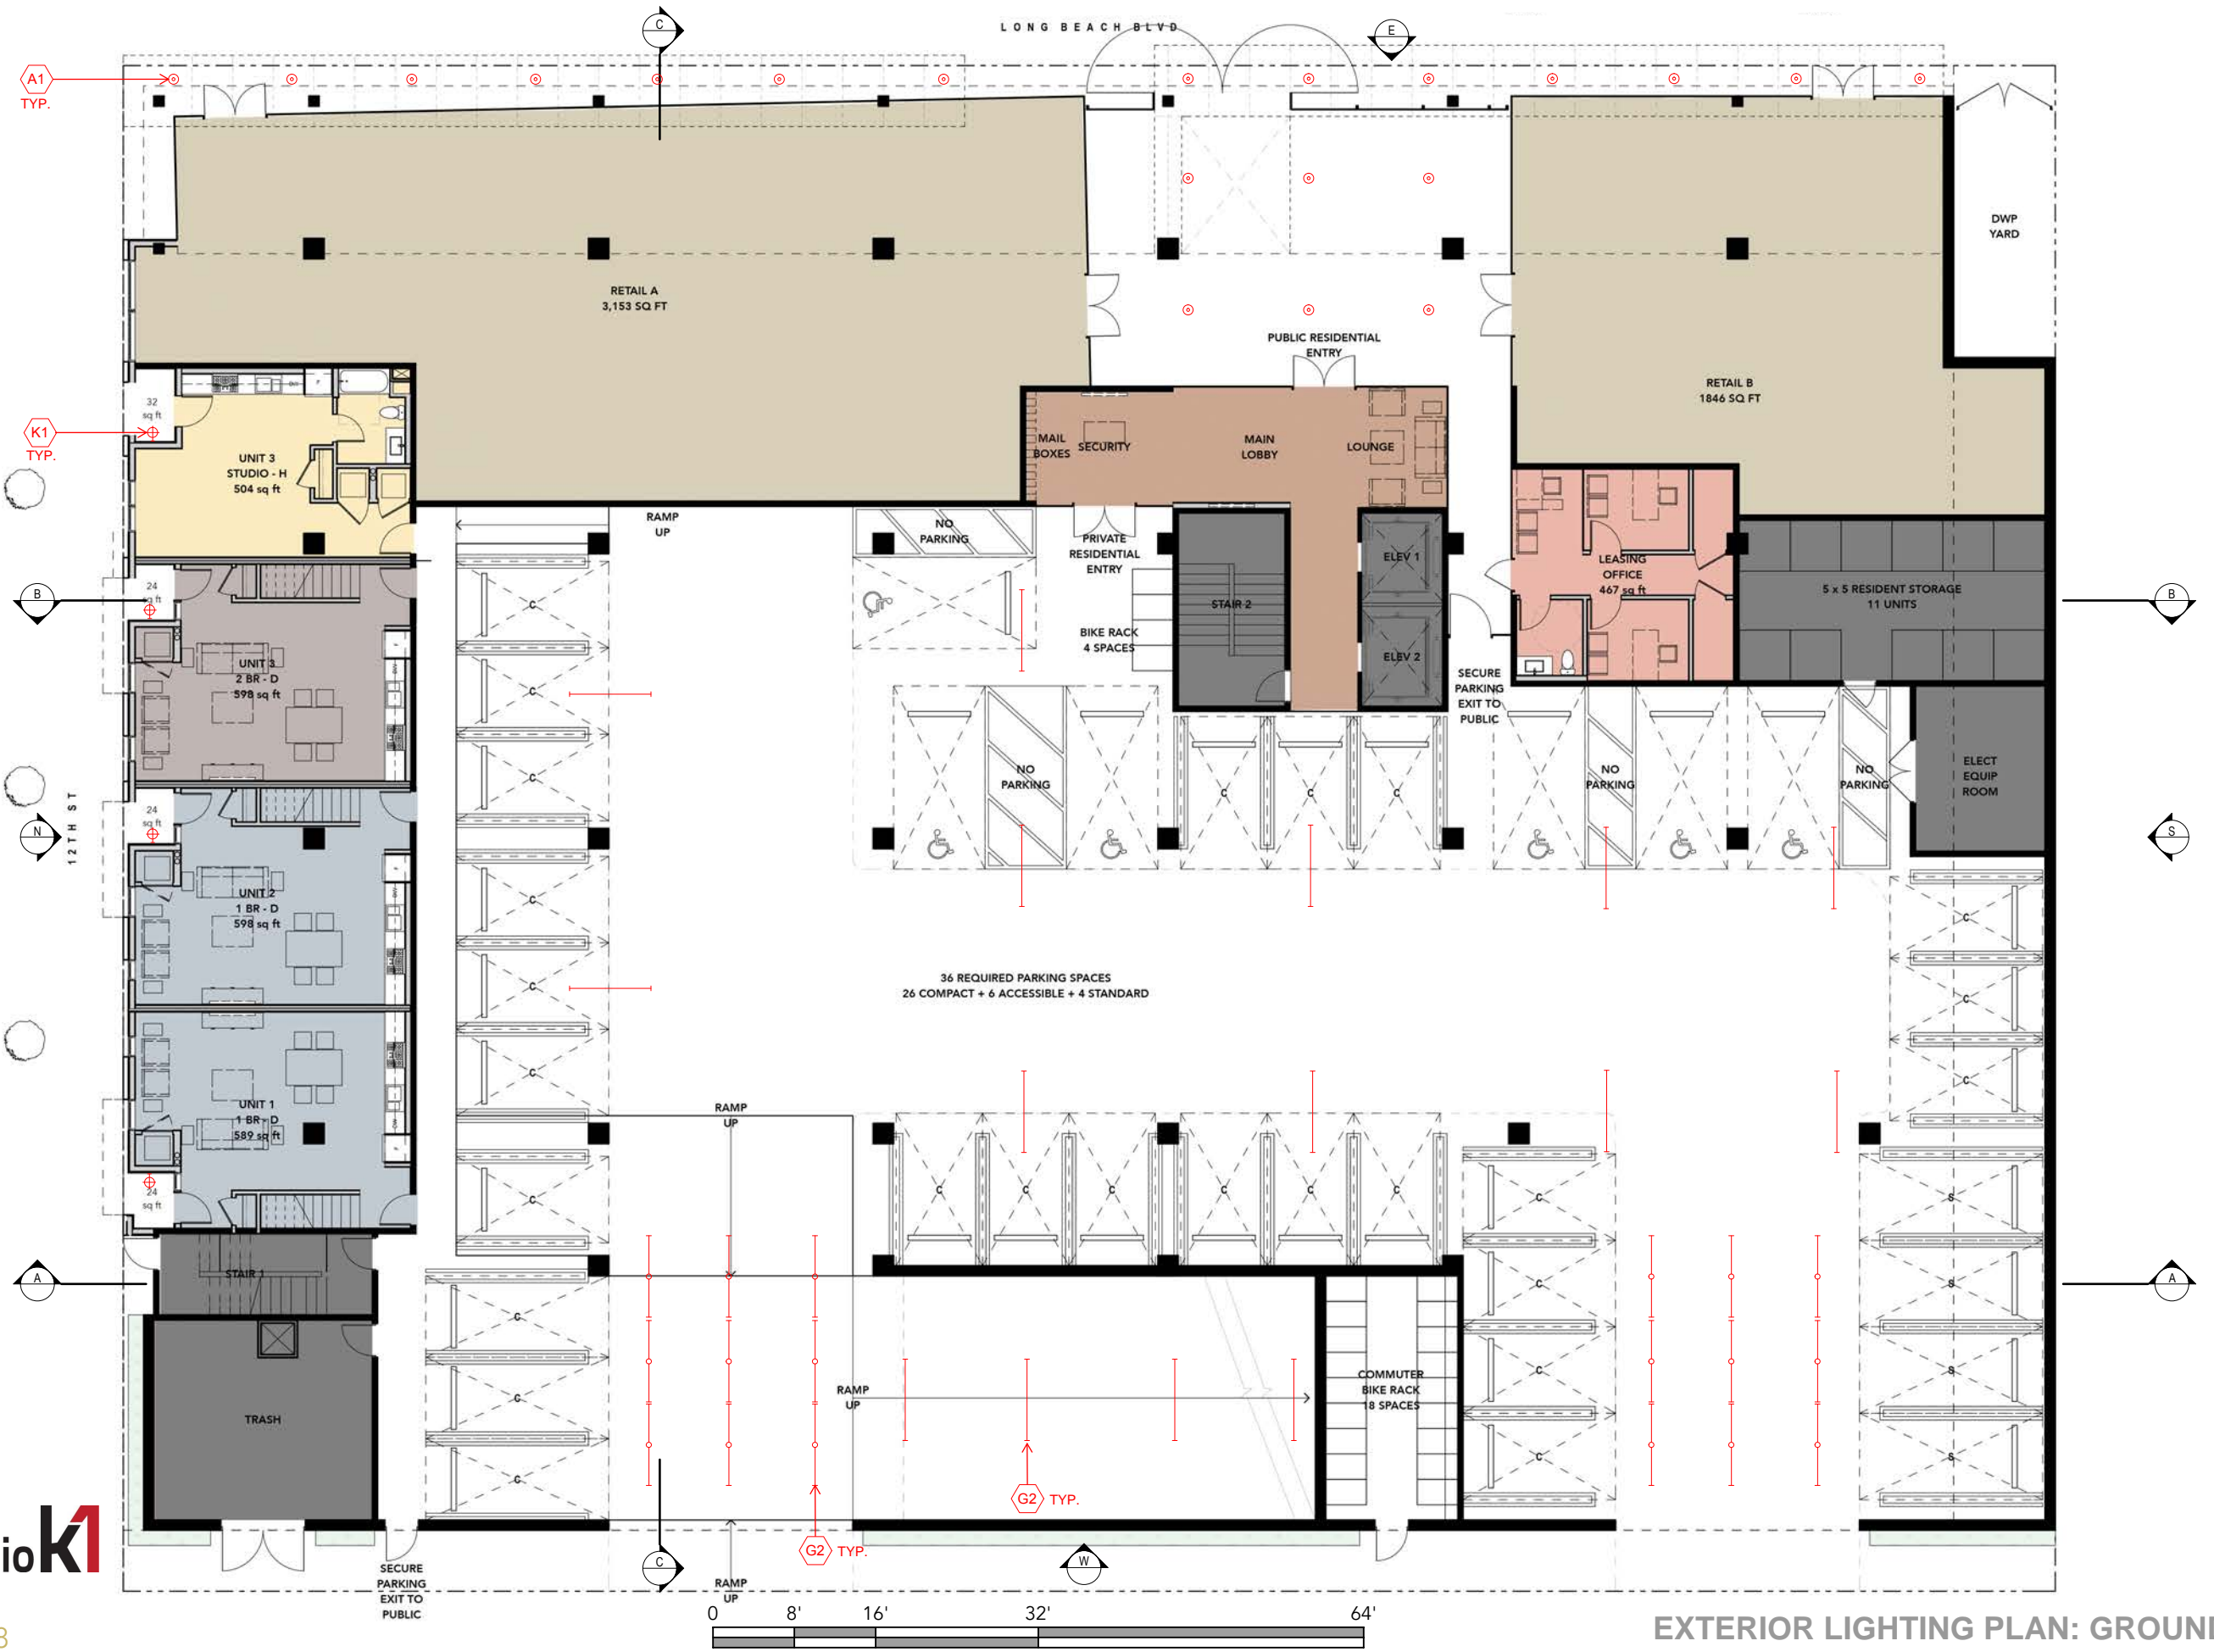 LONG BEACH BLVD
C
E
A1
TYP.
DWP
YARD
RETAIL A
3,153 SQ FT
PUBLIC RESIDENTIAL
ENTRY
RETAIL B
1846 SQ FT
32
sq ft
K1
TYP.
UNIT 3
STUDIO - H
504 sq ft
MAIL
BOXES
SECURITY
MAIN
LOBBY
LOUNGE
RAMP
UP
NO
PARKING
PRIVATE
RESIDENTIAL
ENTRY
ELEV 1
LEASING
OFFICE
467 sq ft
5 x 5 RESIDENT STORAGE
11 UNITS
B
24
sq ft
C
STAIR 2
B
BIKE RACK
4 SPACES
ELEV 2
UNIT 3
2 BR - D
598 sq ft
C
SECURE
PARKING
EXIT TO
PUBLIC
C
NO
PARKING
C
C
C
NO
PARKING
NO
PARKING
ELECT
EQUIP
ROOM
24
sq ft
N
12TH ST
S
UNIT 2
1 BR - D
598 sq ft
C
C
C
36 REQUIRED PARKING SPACES
26 COMPACT + 6 ACCESSIBLE + 4 STANDARD
C
C
C
UNIT 1
1 BR - D
589 sq ft
RAMP
UP
24
sq ft
C
C
C
C
C
C
C
C
S
A
STAIR 1
C
S
A
C
C
S
TRASH
C
RAMP
UP
COMMUTER
BIKE RACK
18 SPACES
C
S
C
G2 TYP.
G2 TYP.
C
W
SECURE
PARKING
EXIT TO
PUBLIC
RAMP
UP
io k1
0 8' 16' 32' 64'
EXTERIOR LIGHTING PLAN: GROUN